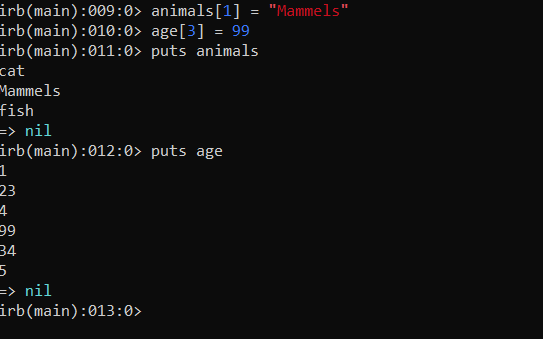 irb(main):009:0> animals[1] = "Mammels"
irb(main):010:0> age[3] = 99
irb(main):011:0> puts animals
cat
Mammels
fish
=> nil
irb(main):012:0> puts age
1
23
4
99
34
5
=> nil
irb(main):013:0>